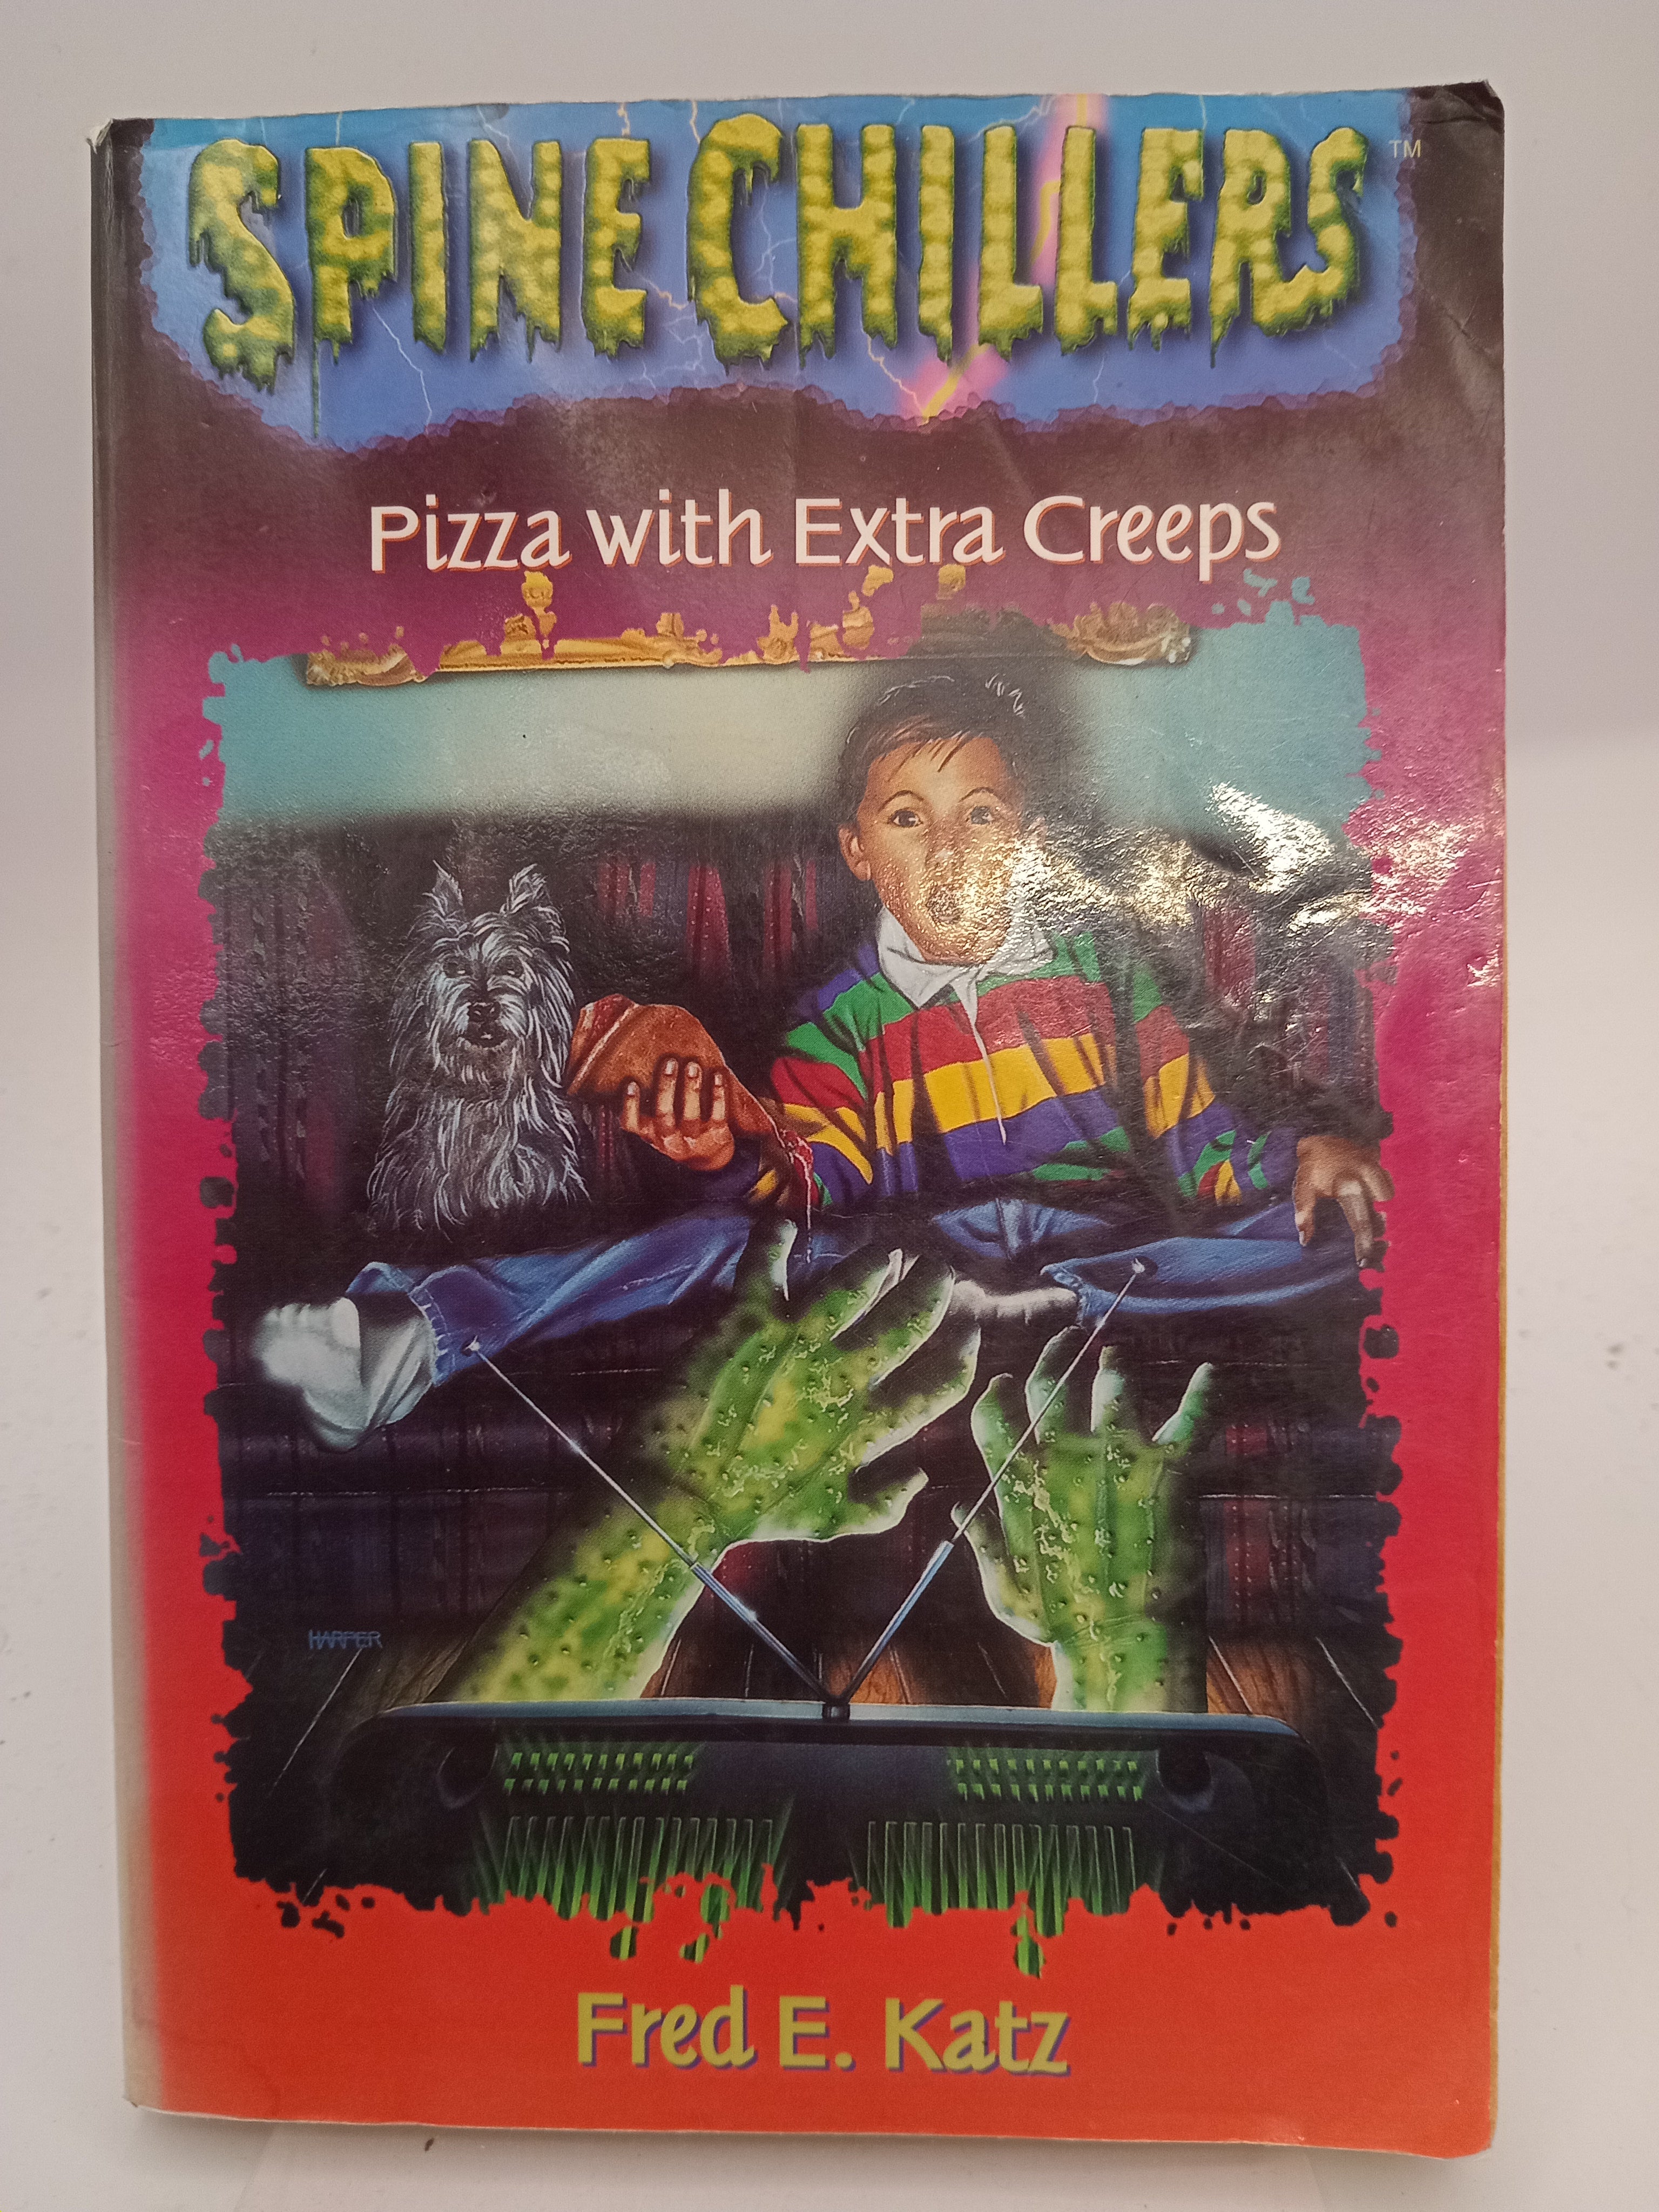 SPINE CHILLERS™
Pizza with Extra Creeps
HARPER
Fred E. Katz